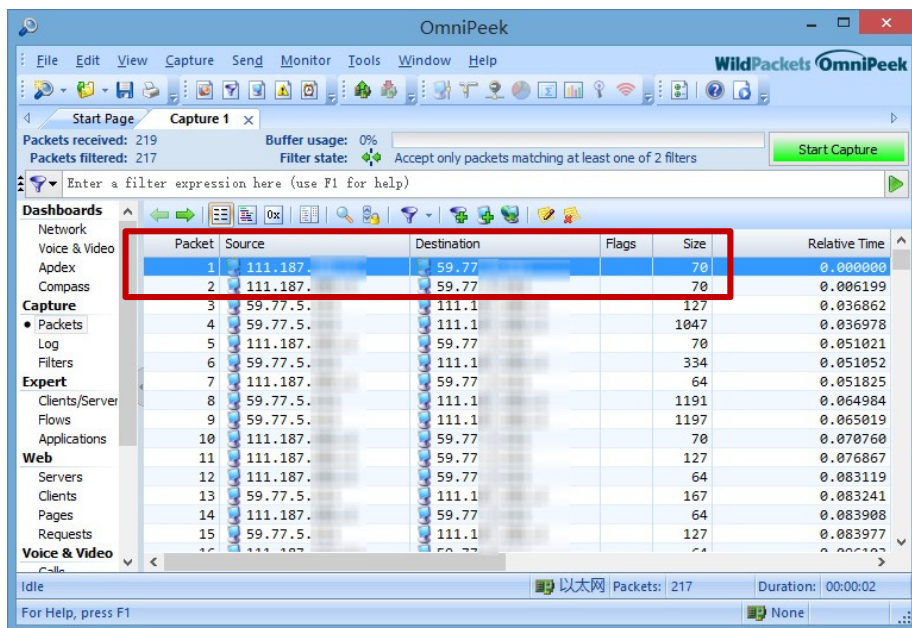 OmniPeek
File Edit View Capture Send Monitor Tools Window Help
WildPackets OmniPeek
Start Page Capture 1
Packets received: 219 Buffer usage: 0%
Packets filtered: 217 Filter state: Accept only packets matching at least one of 2 filters
Start Capture
Enter a filter expression here (use F1 for help)
Dashboards
Network
Voice & Video
Apdex
Compass
Capture
Packets
Log
Filters
Expert
Clients/Server
Flows
Applications
Web
Servers
Clients
Pages
Requests
Voice & Video
Packet Source Destination Flags Size Relative Time
1 111.187. 59.77 70 0.000000
2 111.187. 59.77 70 0.006199
3 59.77.5. 111.1 127 0.036862
4 59.77.5. 111.1 1047 0.036978
5 111.187. 59.77 70 0.051021
6 59.77.5. 111.1 334 0.051052
7 111.187. 59.77 64 0.051825
8 59.77.5. 111.1 1191 0.064984
9 59.77.5. 111.1 1197 0.065019
10 111.187. 59.77 70 0.070760
11 111.187. 59.77 127 0.076867
12 111.187. 59.77 64 0.083119
13 59.77.5. 111.1 167 0.083241
14 111.187. 59.77 64 0.083908
15 59.77.5. 111.1 127 0.083977
Idle 以太网 Packets: 217 Duration: 00:00:02
For Help, press F1 None